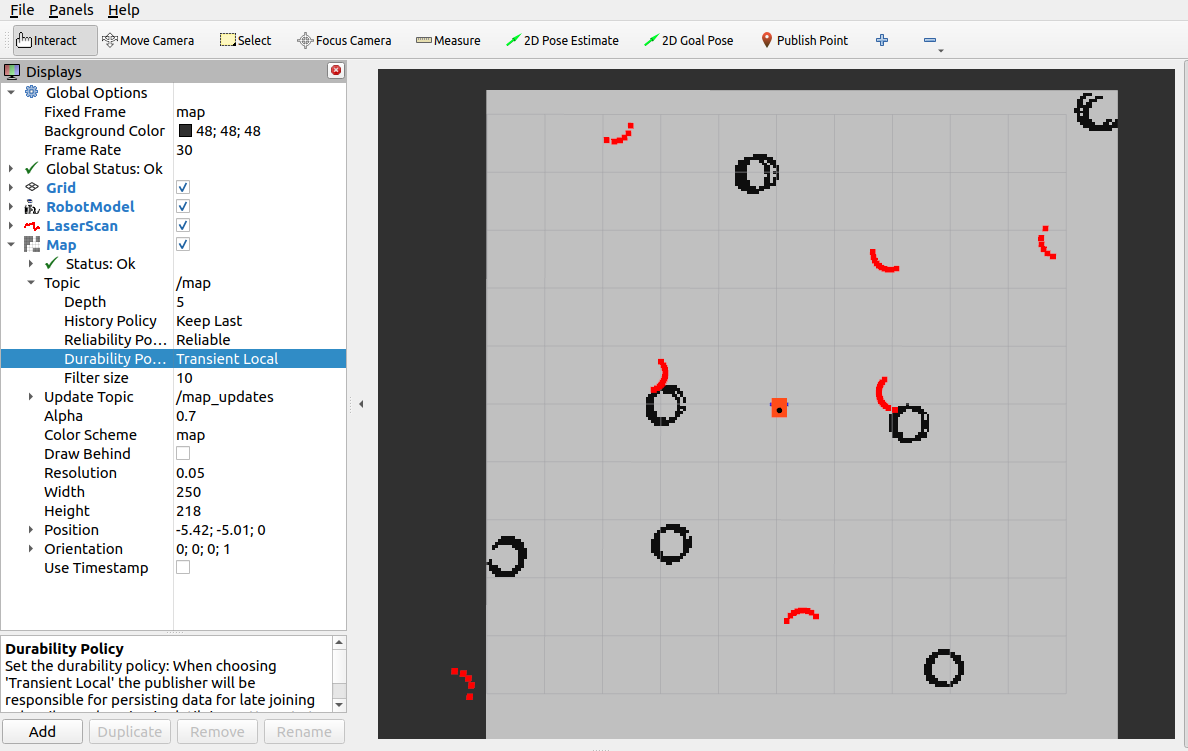 File Panels Help
Interact Move Camera Select Focus Camera Measure 2D Pose Estimate 2D Goal Pose Publish Point
Displays
Global Options
Fixed Frame map
Background Color 48; 48; 48
Frame Rate 30
Global Status: Ok
Grid
RobotModel
LaserScan
Map
Status: Ok
Topic /map
Depth 5
History Policy Keep Last
Reliability Po... Reliable
Durability Po... Transient Local
Filter size 10
Update Topic /map_updates
Alpha 0.7
Color Scheme map
Draw Behind
Resolution 0.05
Width 250
Height 218
Position -5.42; -5.01; 0
Orientation 0; 0; 0; 1
Use Timestamp
Durability Policy
Set the durability policy: When choosing
'Transient Local' the publisher will be
responsible for persisting data for late joining
Add Duplicate Remove Rename